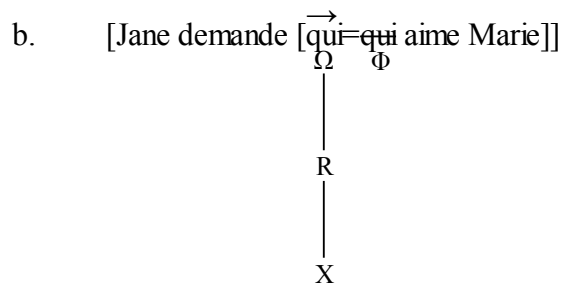 b. [Jane demande [qui=qui aime Marie]]
Ω Φ
R
X